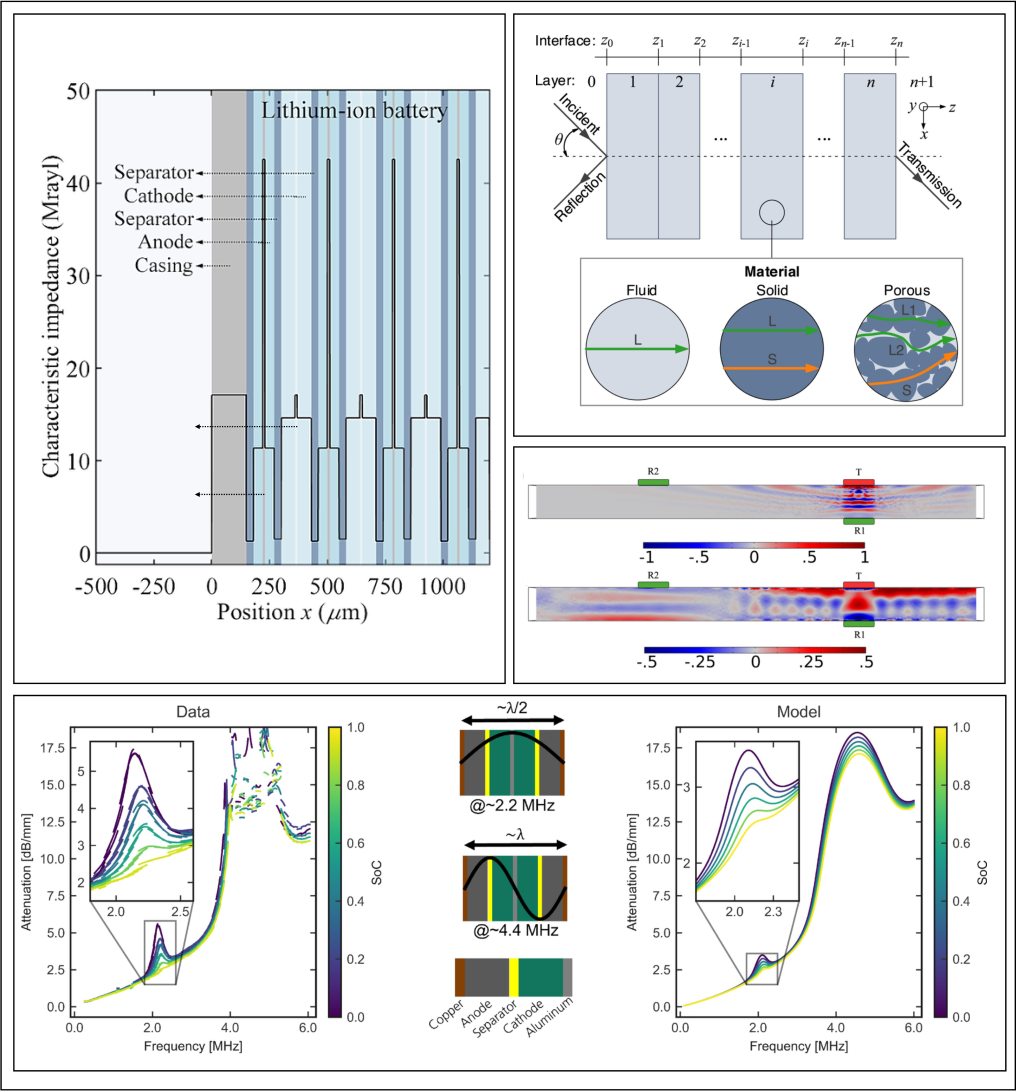 Lithium-ion battery
50
40
30
20
10
0
Characteristic impedance (Mrayl)
Separator
Cathode
Separator
Anode
Casing
-500 -250 0 250 500 750 1000
Position x (μm)
Interface: z0 z1 z2 zi-1 zi zn-1 zn
Layer: 0 1 2 i n n+1
y z
x
Incident
θ
Reflection
... ...
Transmission
Material
Fluid Solid Porous
L
L
S
L1
L2
S
R2 T
R1
-1 -.5 0 .5 1
R2 T
R1
-.5 -.25 0 .25 .5
Data
17.5
15.0
12.5
10.0
7.5
5.0
2.5
0.0
Attenuation [dB/mm]
5
4
3
2
2.0 2.5
0.0 2.0 4.0 6.0
Frequency [MHz]
1.0
0.8
0.6
0.4
0.2
0.0
SoC
~λ/2
@~2.2 MHz
~λ
@~4.4 MHz
Copper
Anode
Separator
Cathode
Aluminum
Model
17.5
15.0
12.5
10.0
7.5
5.0
2.5
0.0
Attenuation [dB/mm]
3
2
2.0 2.3
0.0 2.0 4.0 6.0
Frequency [MHz]
1.0
0.8
0.6
0.4
0.2
0.0
SoC